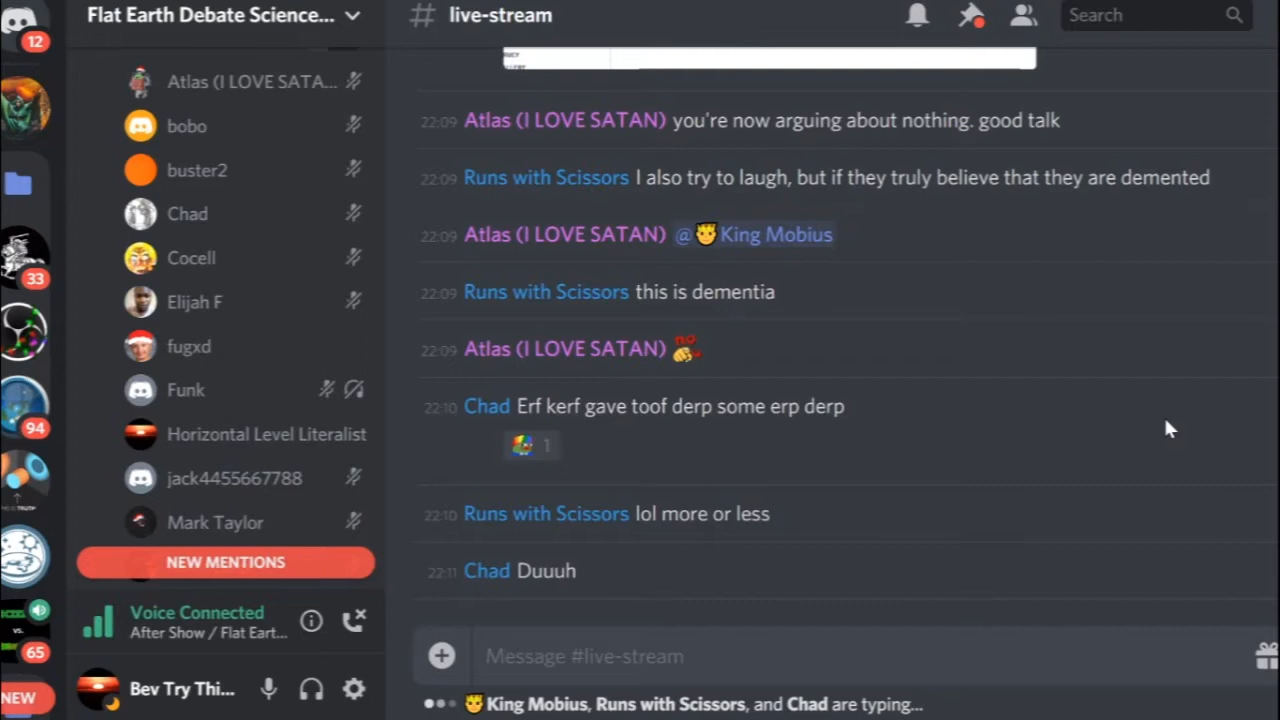 Flat Earth Debate Science...
# live-stream
Search
12
33
94
65
NEW
Atlas (I LOVE SATA...
bobo
buster2
Chad
Cocell
Elijah F
fugxd
Funk
Horizontal Level Literalist
jack4455667788
Mark Taylor
NEW MENTIONS
Voice Connected
After Show / Flat Eart...
Bev Try Thi...
22:09 Atlas (I LOVE SATAN) you're now arguing about nothing. good talk
22:09 Runs with Scissors I also try to laugh, but if they truly believe that they are demented
22:09 Atlas (I LOVE SATAN) @King Mobius
22:09 Runs with Scissors this is dementia
22:09 Atlas (I LOVE SATAN) no
22:10 Chad Erf kerf gave toof derp some erp derp
1
22:10 Runs with Scissors lol more or less
22:11 Chad Duuuh
Message #live-stream
King Mobius, Runs with Scissors, and Chad are typing...